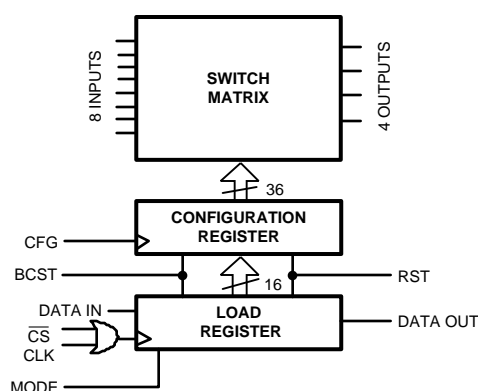 8 INPUTS
SWITCH
MATRIX
4 OUTPUTS
36
CONFIGURATION
REGISTER
CFG
BCST
RST
16
DATA IN
LOAD
REGISTER
DATA OUT
CS
CLK
MODE